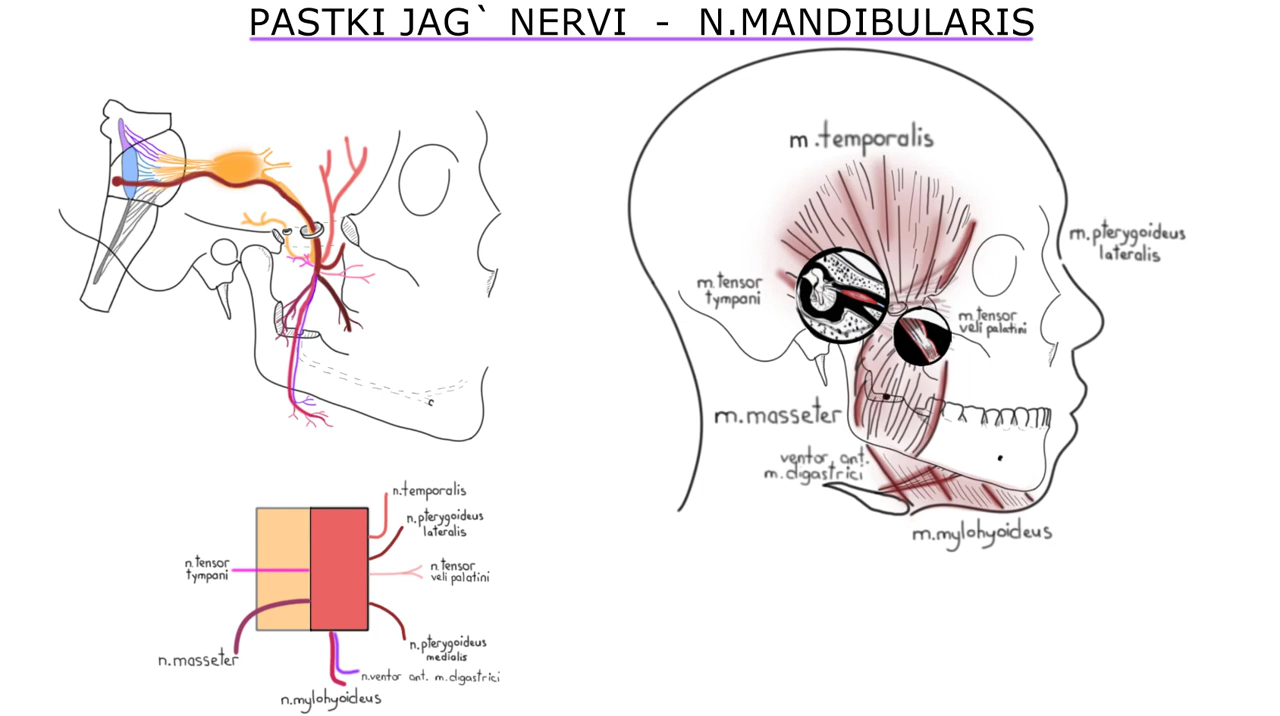 PASTKI JAG` NERVI - N.MANDIBULARIS
m.temporalis
m.pterygoideus
lateralis
m.tensor
tympani
m.tensor
veli palatini
m.masseter
ventor ant.
m.digastrici
m.mylohyoideus
n.temporalis
n.pterygoideus
lateralis
n.tensor
tympani
n.tensor
veli palatini
n.masseter
n.pterygoideus
medialis
n.ventor ant. m.digastrici
n.mylohyoideus